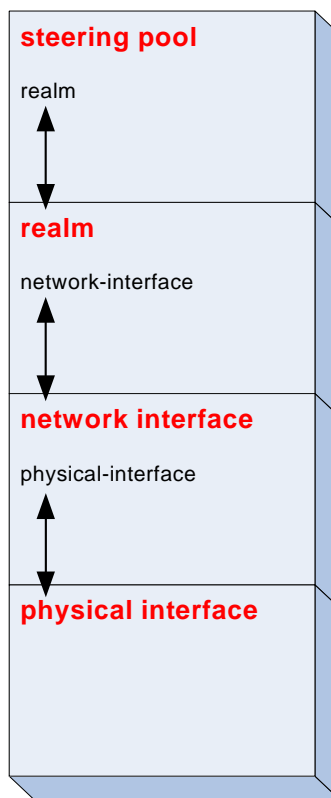 steering pool
realm
realm
network-interface
network interface
physical-interface
physical interface